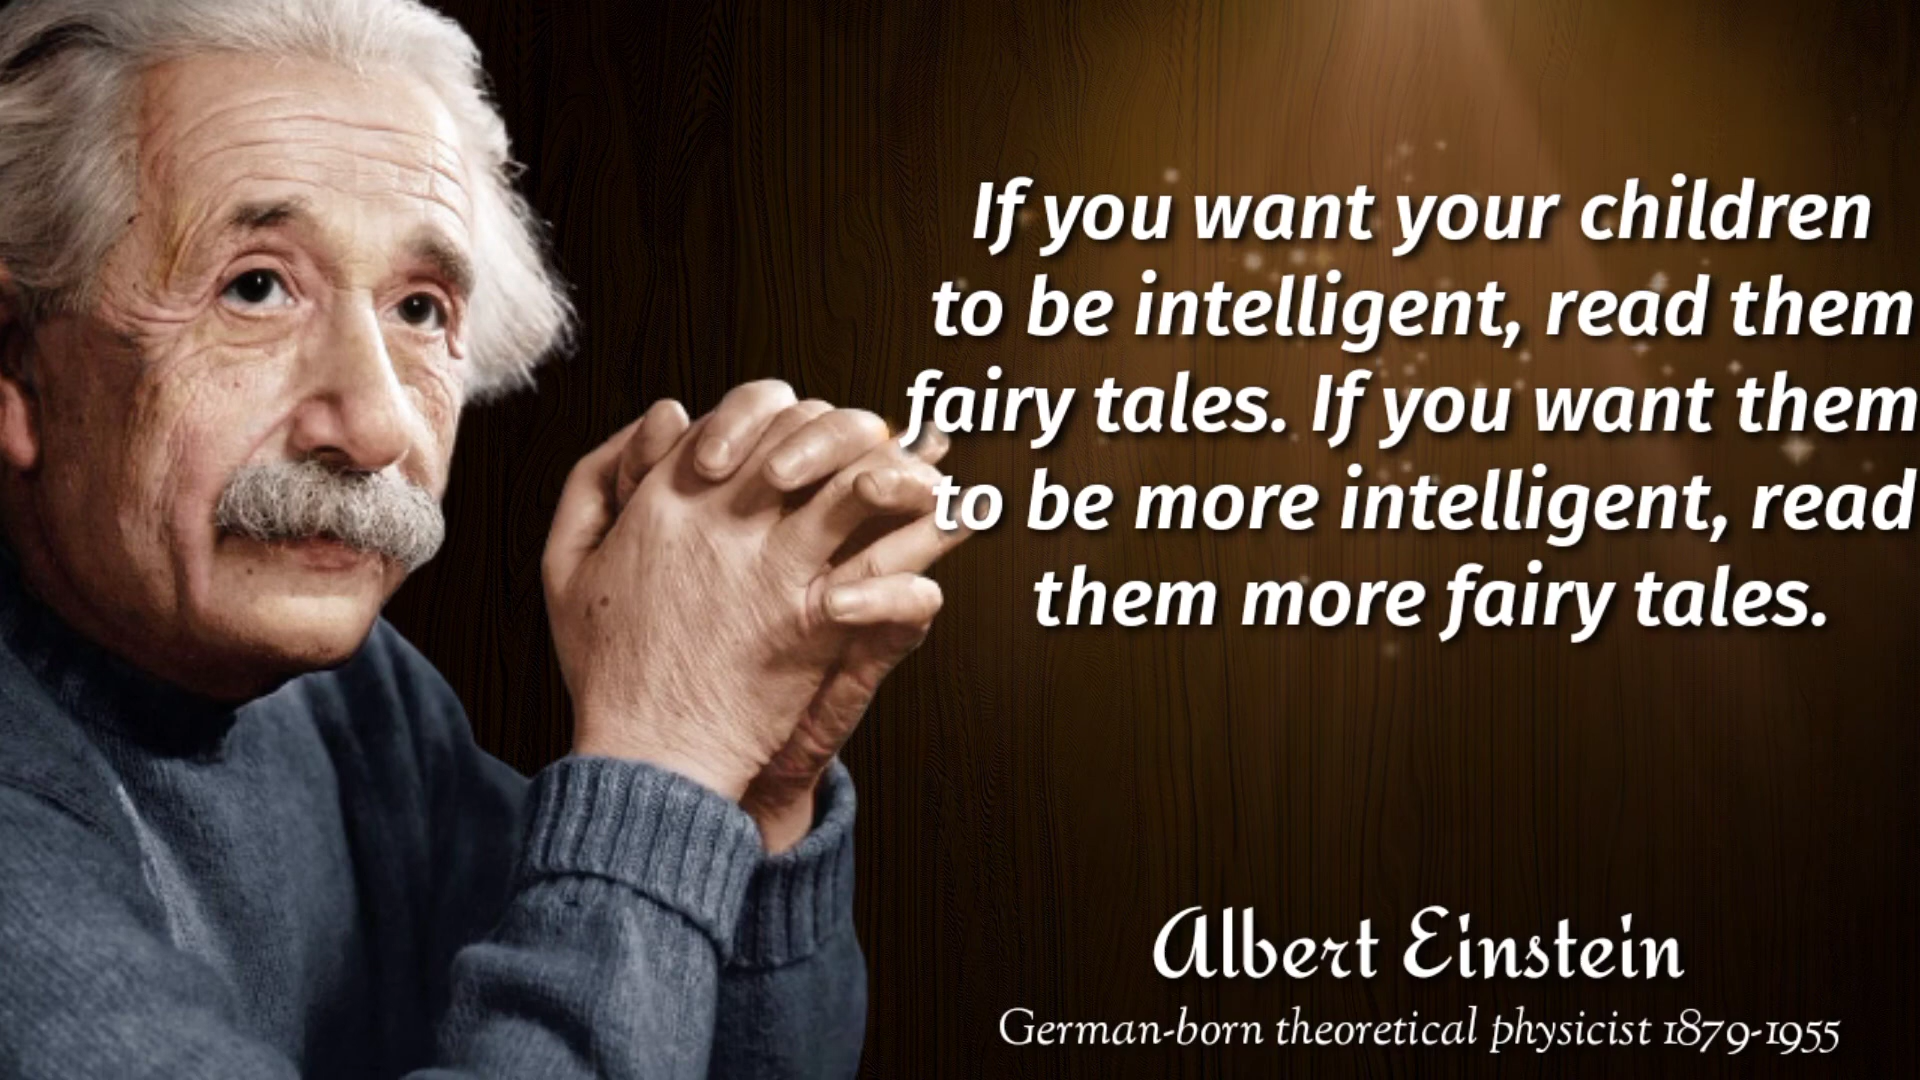 If you want your children
to be intelligent, read them
fairy tales. If you want them
to be more intelligent, read
them more fairy tales.
Albert Einstein
German-born theoretical physicist 1879-1955